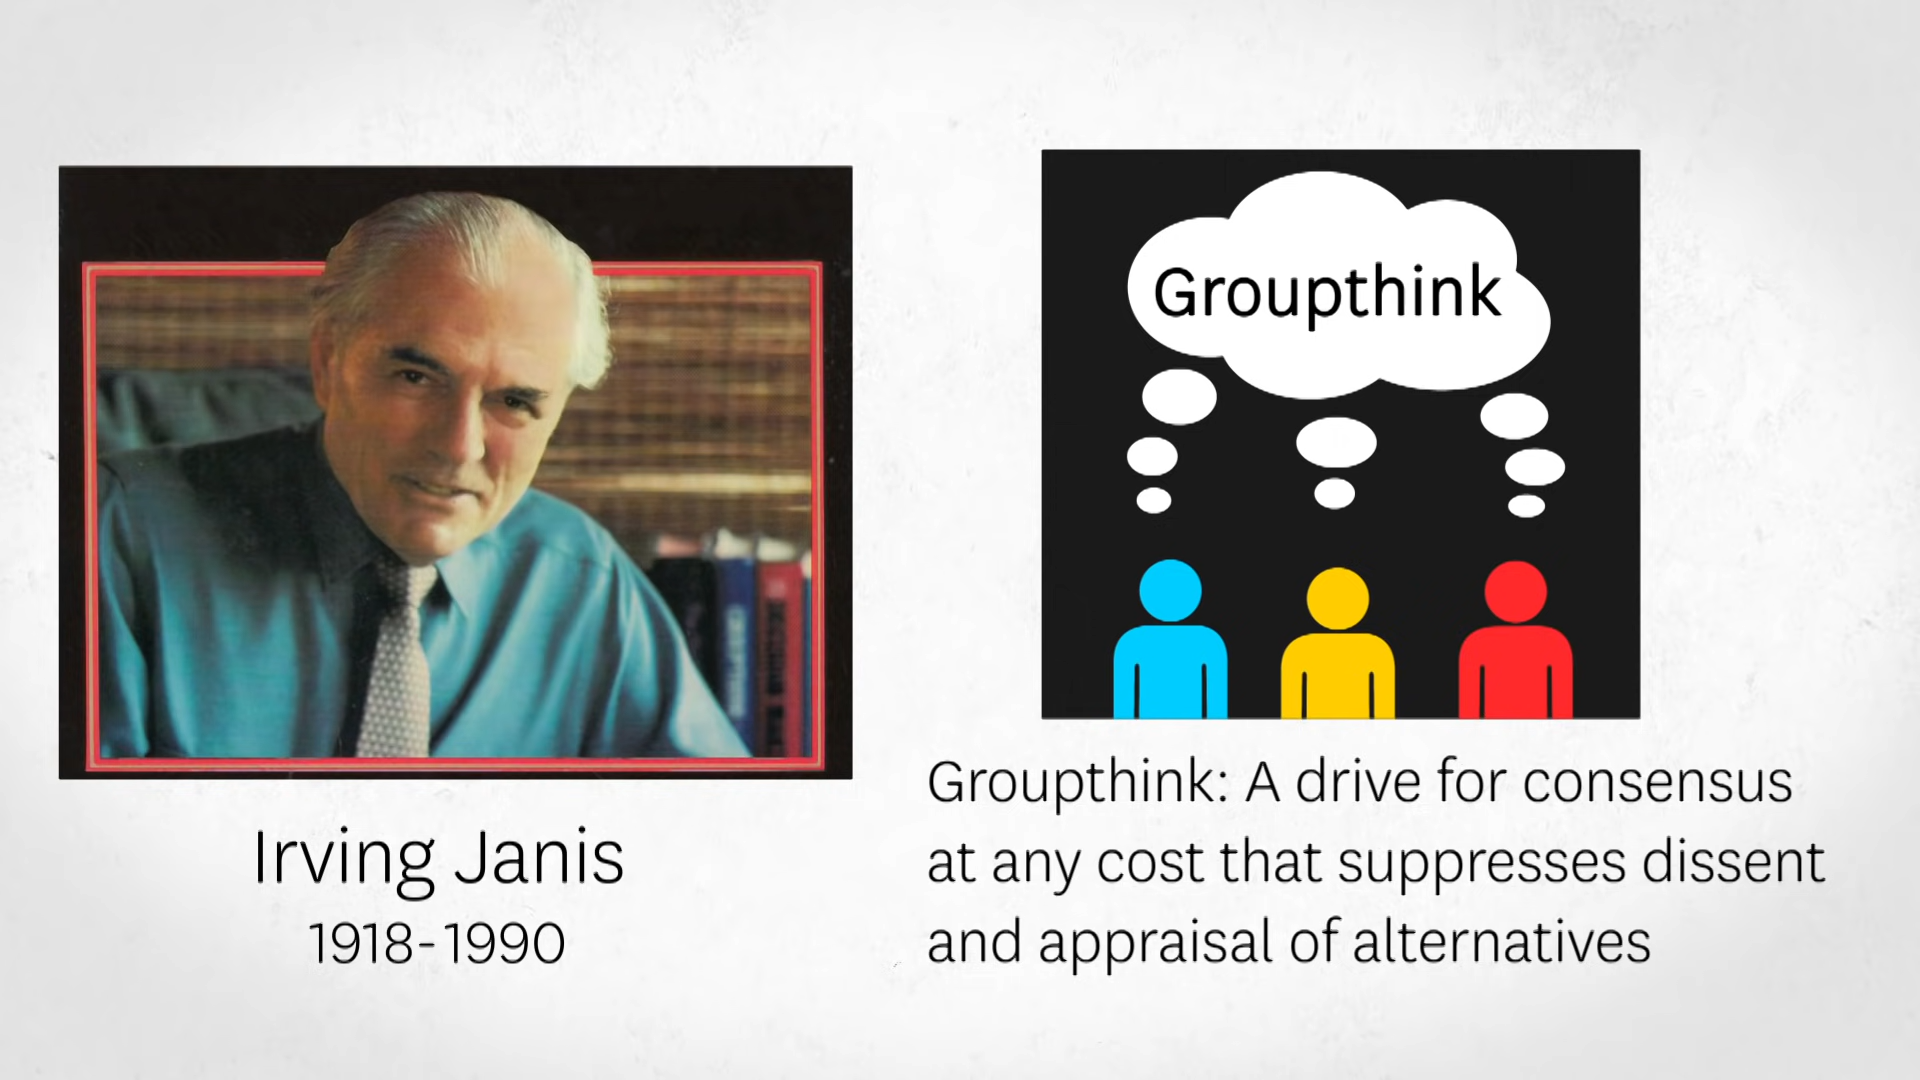 Groupthink
Irving Janis
1918-1990
Groupthink: A drive for consensus
at any cost that suppresses dissent
and appraisal of alternatives